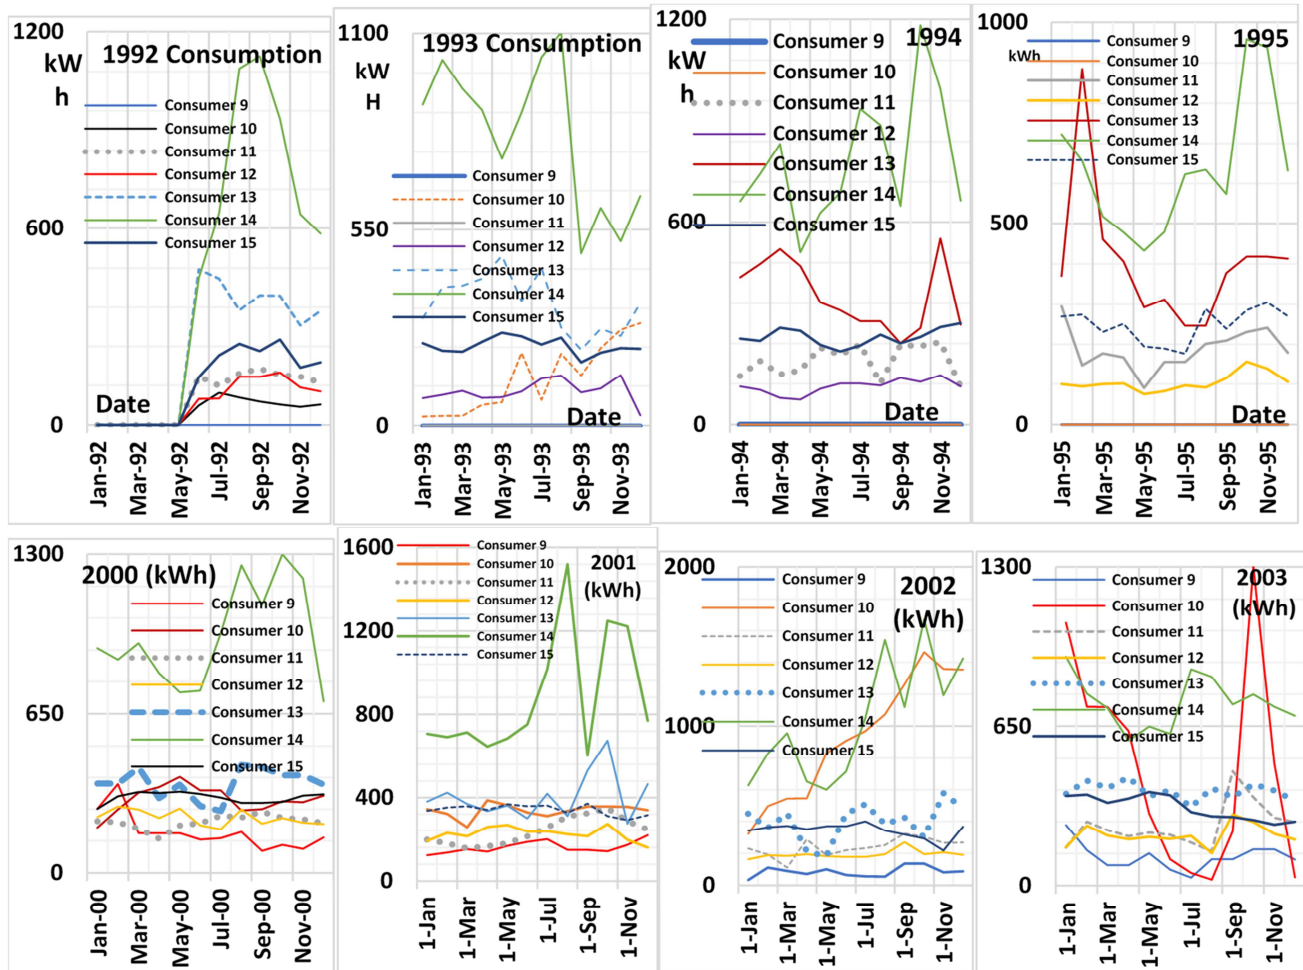 1200
kW
h
1992 Consumption
Consumer 9
Consumer 10
Consumer 11
Consumer 12
Consumer 13
Consumer 14
Consumer 15
600
0
Date
Jan-92
Mar-92
May-92
Jul-92
Sep-92
Nov-92
1100
kW
H
1993 Consumption
Consumer 9
Consumer 10
Consumer 11
Consumer 12
Consumer 13
Consumer 14
Consumer 15
550
0
Date
Jan-93
Mar-93
May-93
Jul-93
Sep-93
Nov-93
1200
kW
h
1994
Consumer 9
Consumer 10
Consumer 11
Consumer 12
Consumer 13
Consumer 14
Consumer 15
600
0
Date
Jan-94
Mar-94
May-94
Jul-94
Sep-94
Nov-94
1000
kWh
1995
Consumer 9
Consumer 10
Consumer 11
Consumer 12
Consumer 13
Consumer 14
Consumer 15
500
0
Date
Jan-95
Mar-95
May-95
Jul-95
Sep-95
Nov-95
1300
2000 (kWh)
Consumer 9
Consumer 10
Consumer 11
Consumer 12
Consumer 13
Consumer 14
Consumer 15
650
0
Jan-00
Mar-00
May-00
Jul-00
Sep-00
Nov-00
1600
2001
(kWh)
Consumer 9
Consumer 10
Consumer 11
Consumer 12
Consumer 13
Consumer 14
Consumer 15
1200
800
400
0
1-Jan
1-Mar
1-May
1-Jul
1-Sep
1-Nov
2000
2002
(kWh)
Consumer 9
Consumer 10
Consumer 11
Consumer 12
Consumer 13
Consumer 14
Consumer 15
1000
0
1-Jan
1-Mar
1-May
1-Jul
1-Sep
1-Nov
1300
2003
(kWh)
Consumer 9
Consumer 10
Consumer 11
Consumer 12
Consumer 13
Consumer 14
Consumer 15
650
0
1-Jan
1-Mar
1-May
1-Jul
1-Sep
1-Nov